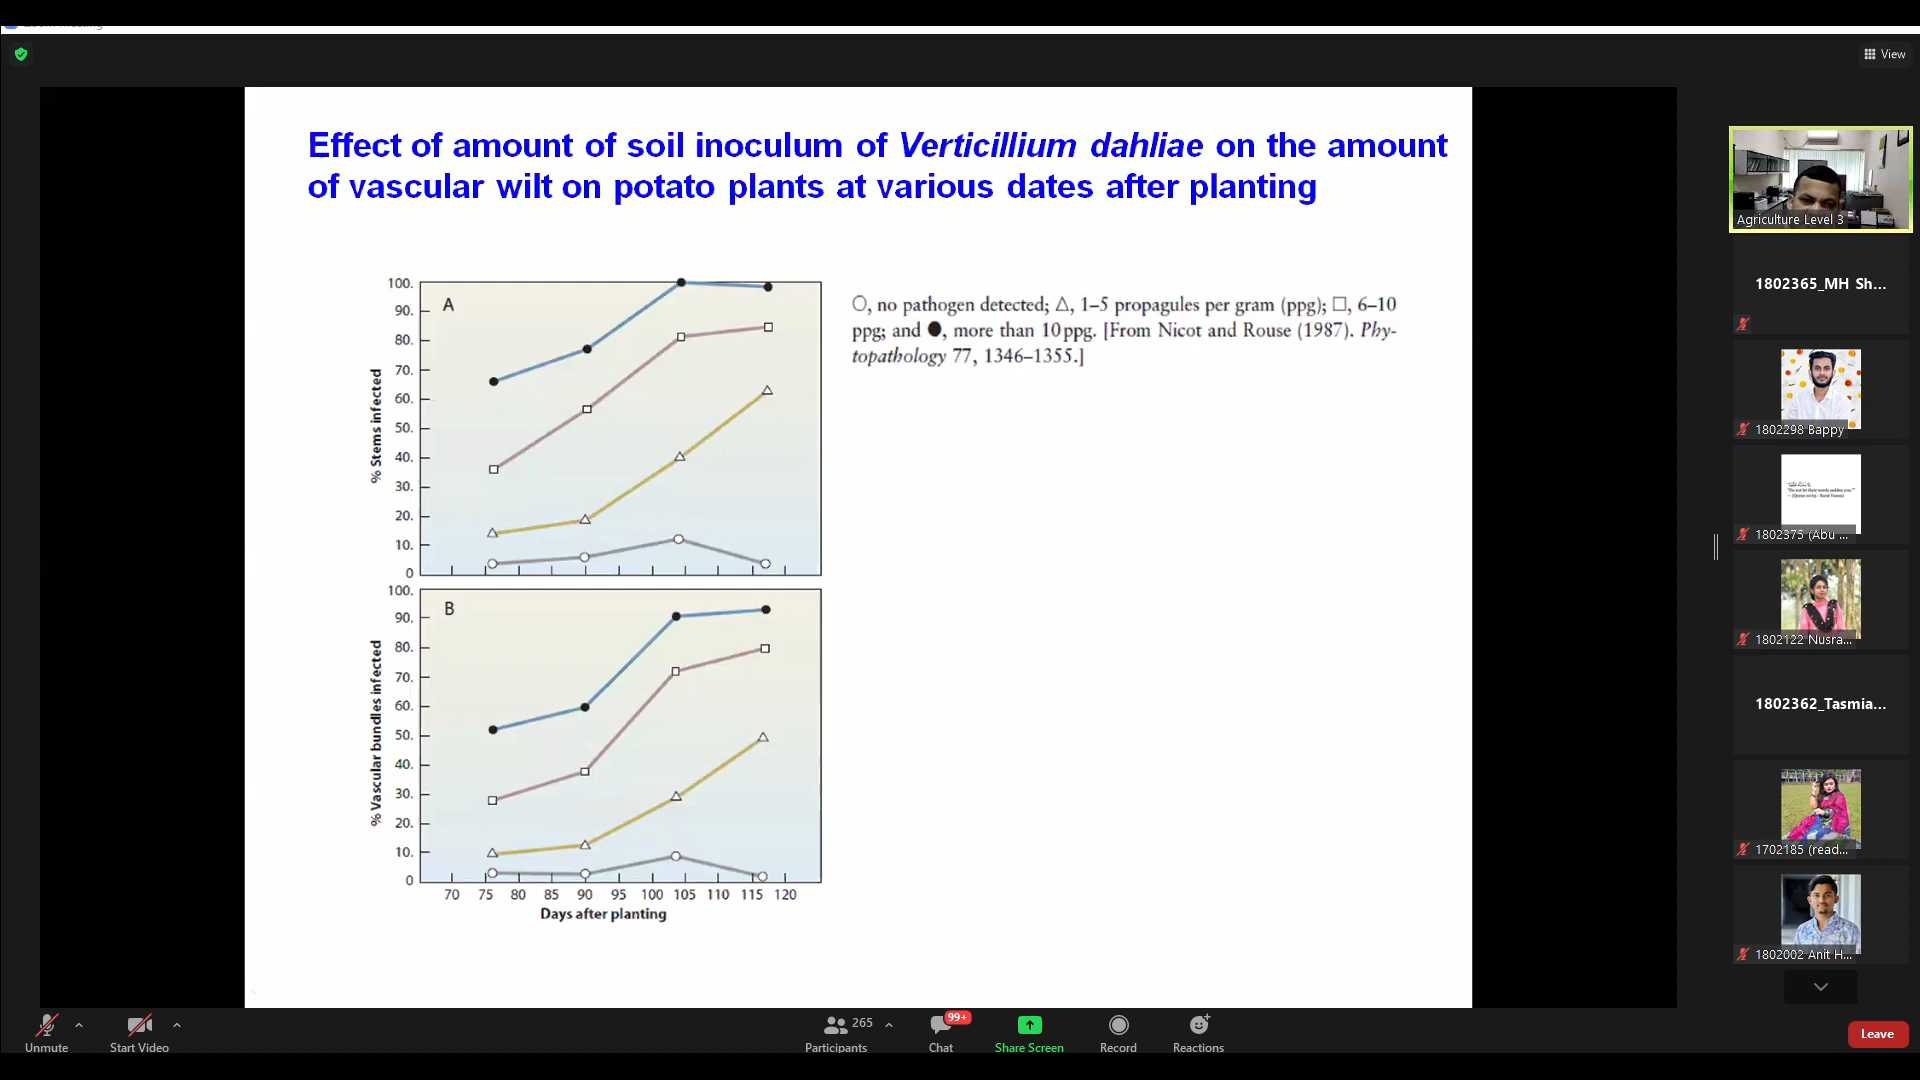 View
Effect of amount of soil inoculum of Verticillium dahliae on the amount
of vascular wilt on potato plants at various dates after planting
A
100.
90.
80.
70.
60.
50.
40.
30.
20.
10.
0
% Stems infected
B
100.
90.
80.
70.
60.
50.
40.
30.
20.
10.
0
% Vascular bundles infected
70 75 80 85 90 95 100 105 110 115 120
Days after planting
○, no pathogen detected; △, 1–5 propagules per gram (ppg); □, 6–10
ppg; and ●, more than 10 ppg. [From Nicot and Rouse (1987). Phy-
topathology 77, 1346–1355.]
Agriculture Level 3
1802365_MH Sh...
1802298 Bappy
1802375 (Abu ...
1802122 Nusra...
1802362_Tasmia...
1702185 (read...
1802002 Anit H...
Unmute
Start Video
265
Participants
99+
Chat
Share Screen
Record
Reactions
Leave